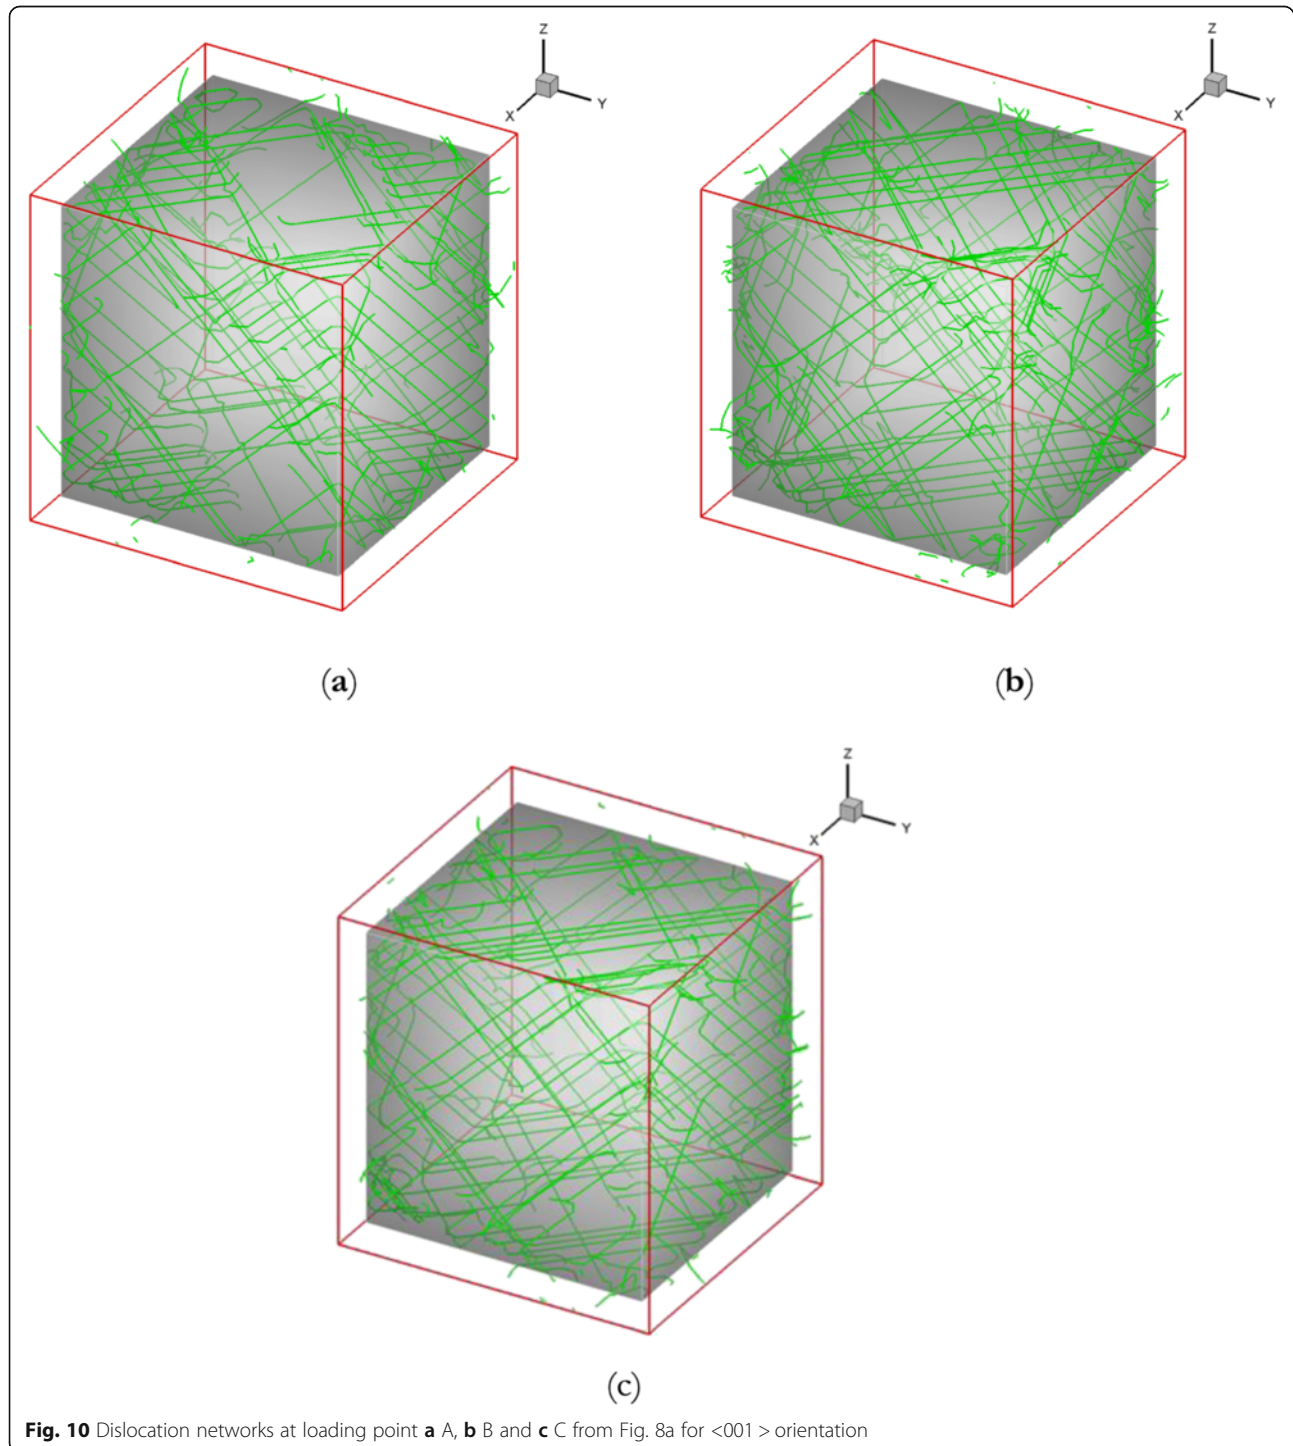 Z
X
Y
Z
X
Y
(a)
(b)
Z
X
Y
(c)
Fig. 10 Dislocation networks at loading point a A, b B and c C from Fig. 8a for <001 > orientation